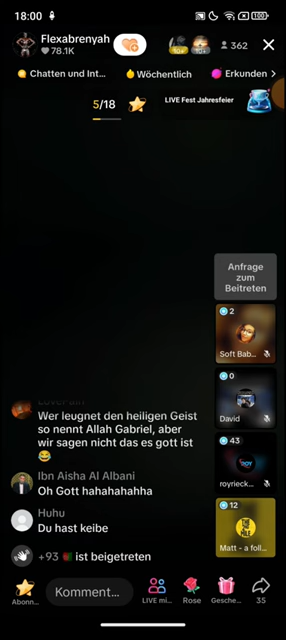 18:00
100
Flexabrenyah
78.1K
10+
10+
362
Chatten und Int...
Wöchentlich
Erkunden
5/18
LIVE Fest Jahresfeier
Anfrage
zum
Beitreten
2
Soft Bab...
0
David
43
royrieck...
12
Matt - a foll...
Wer leugnet den heiligen Geist
so nennt Allah Gabriel, aber
wir sagen nicht das es gott ist
😂
Ibn Aisha Al Albani
Oh Gott hahahahahha
Huhu
Du hast keibe
+93 🇦🇫 ist beigetreten
Abonn...
Komment...
LIVE mi...
Rose
Gesche...
35